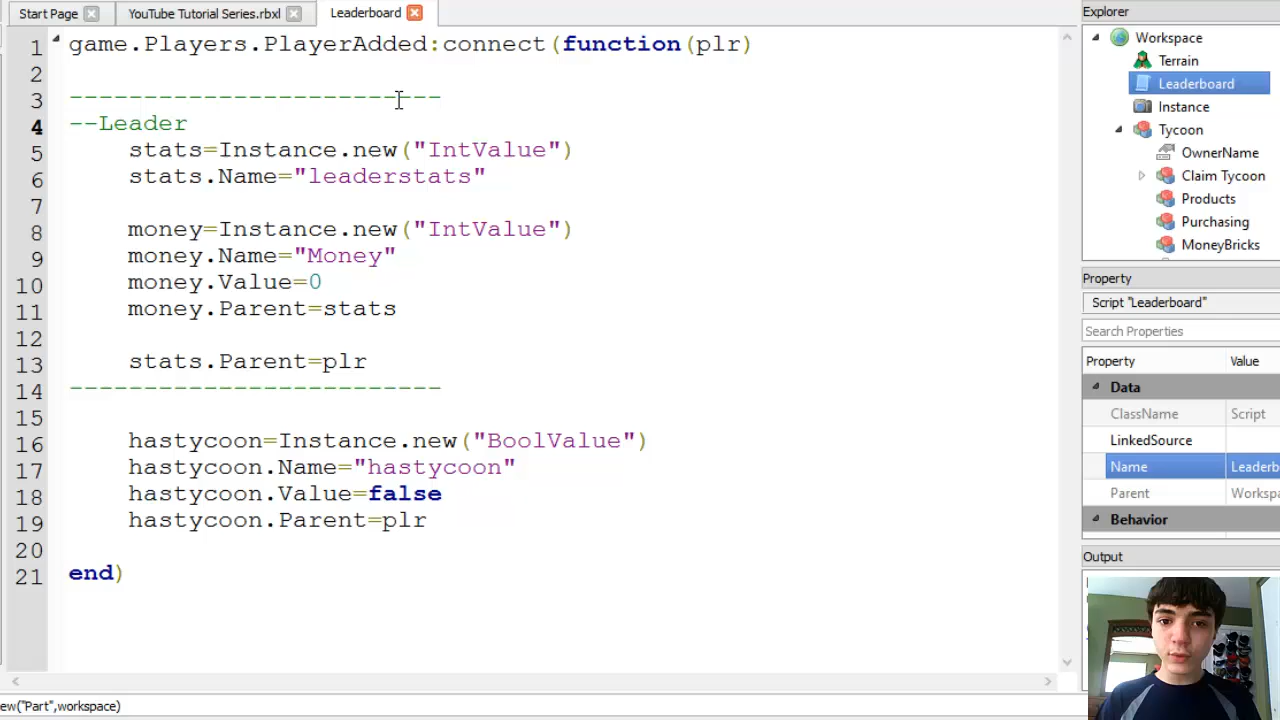 Start Page
YouTube Tutorial Series.rbxl
Leaderboard
1 game.Players.PlayerAdded:connect(function(plr)
2
3 -------------------------
4 --Leader
5 stats=Instance.new("IntValue")
6 stats.Name="leaderstats"
7
8 money=Instance.new("IntValue")
9 money.Name="Money"
10 money.Value=0
11 money.Parent=stats
12
13 stats.Parent=plr
14 -------------------------
15
16 hastycoon=Instance.new("BoolValue")
17 hastycoon.Name="hastycoon"
18 hastycoon.Value=false
19 hastycoon.Parent=plr
20
21 end)
ew("Part",workspace)
Explorer
Workspace
Terrain
Leaderboard
Instance
Tycoon
OwnerName
Claim Tycoon
Products
Purchasing
MoneyBricks
Property
Script "Leaderboard"
Search Properties
Property Value
Data
ClassName Script
LinkedSource
Name Leaderb
Parent Workspa
Behavior
Output